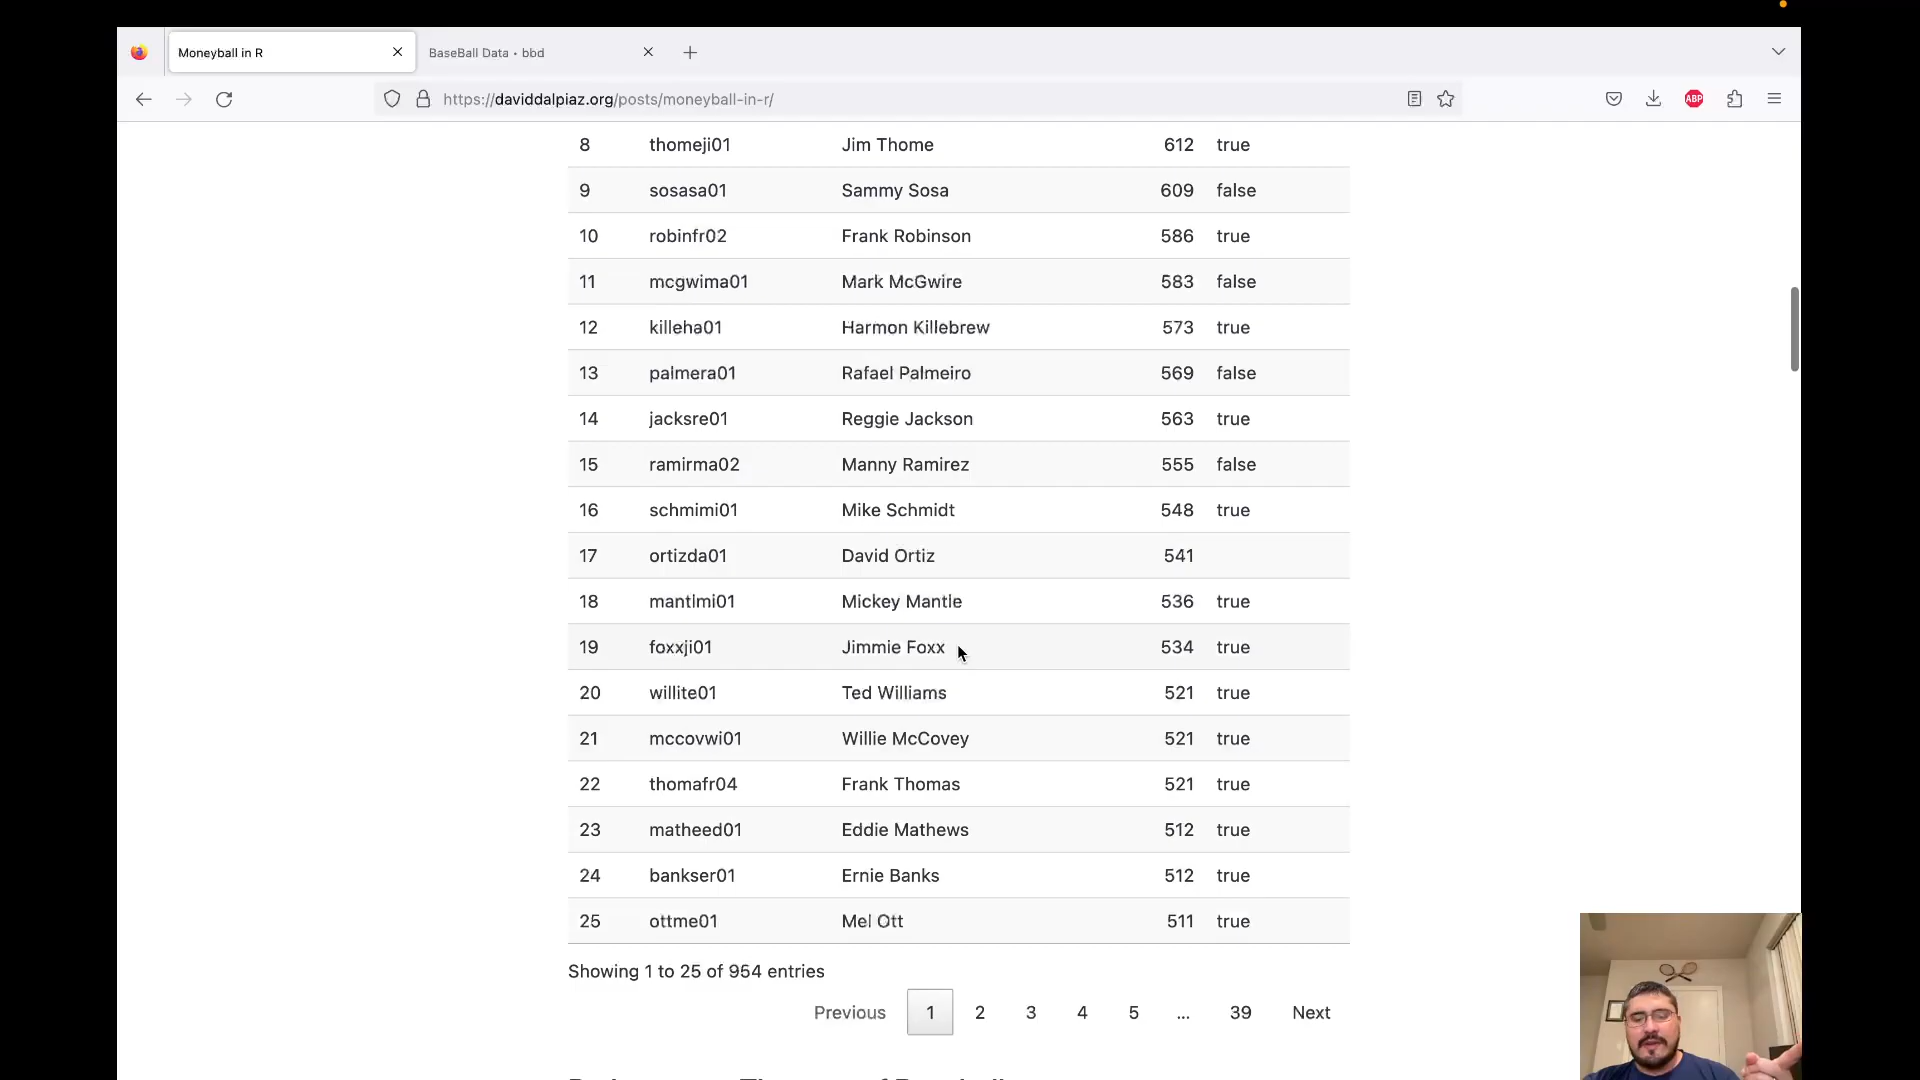 Moneyball in R
BaseBall Data • bbd
https://daviddalpiaz.org/posts/moneyball-in-r/
ABP
8 thomeji01 Jim Thome 612 true
9 sosasa01 Sammy Sosa 609 false
10 robinfr02 Frank Robinson 586 true
11 mcgwima01 Mark McGwire 583 false
12 killeha01 Harmon Killebrew 573 true
13 palmera01 Rafael Palmeiro 569 false
14 jacksre01 Reggie Jackson 563 true
15 ramirma02 Manny Ramirez 555 false
16 schmimi01 Mike Schmidt 548 true
17 ortizda01 David Ortiz 541
18 mantlmi01 Mickey Mantle 536 true
19 foxxji01 Jimmie Foxx 534 true
20 willite01 Ted Williams 521 true
21 mccovwi01 Willie McCovey 521 true
22 thomafr04 Frank Thomas 521 true
23 matheed01 Eddie Mathews 512 true
24 bankser01 Ernie Banks 512 true
25 ottme01 Mel Ott 511 true
Showing 1 to 25 of 954 entries
Previous 1 2 3 4 5 ... 39 Next